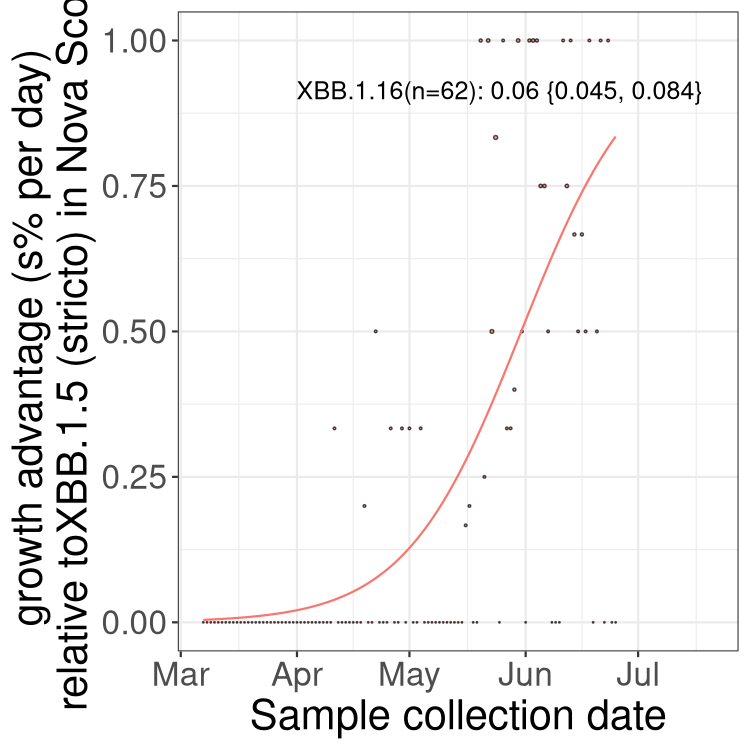 growth advantage (s% per day)
relative toXBB.1.5 (stricto) in Nova Sco
1.00
0.75
0.50
0.25
0.00
XBB.1.16(n=62): 0.06 {0.045, 0.084}
Mar Apr May Jun Jul
Sample collection date